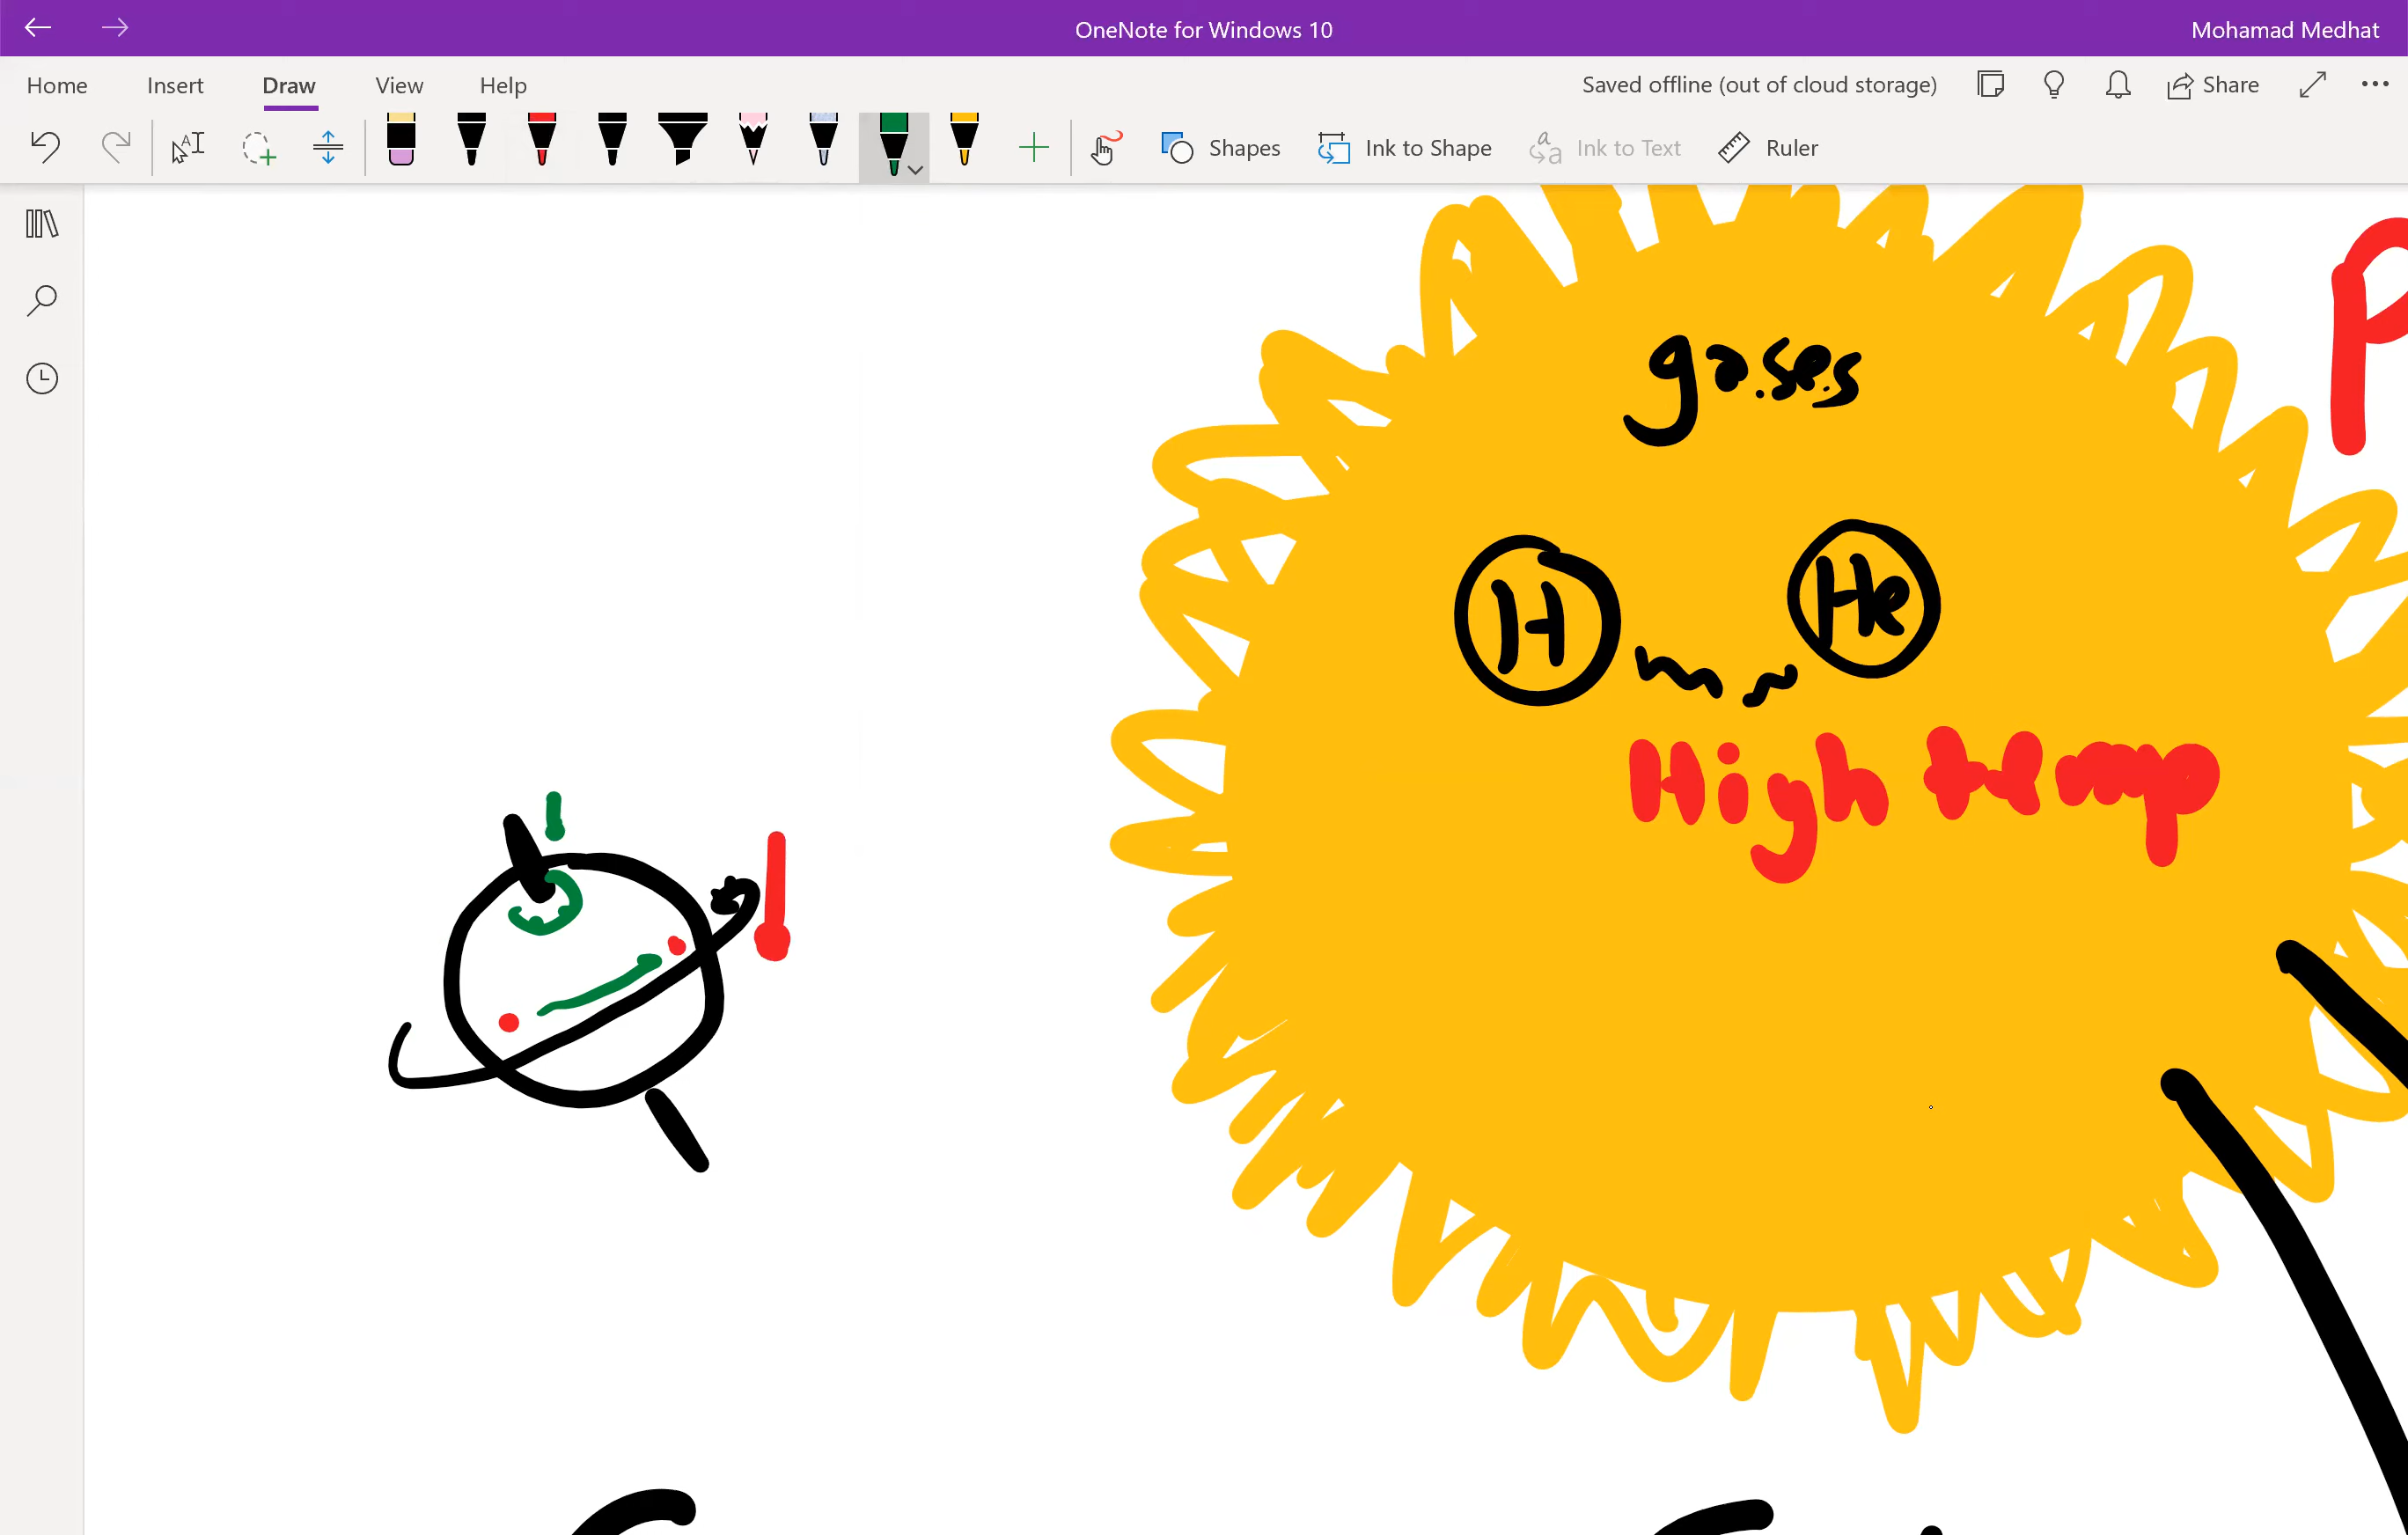 OneNote for Windows 10
Mohamad Medhat
Home Insert Draw View Help
Saved offline (out of cloud storage)
Share
Shapes
Ink to Shape
Ink to Text
Ruler
P
gases
H
He
High temp